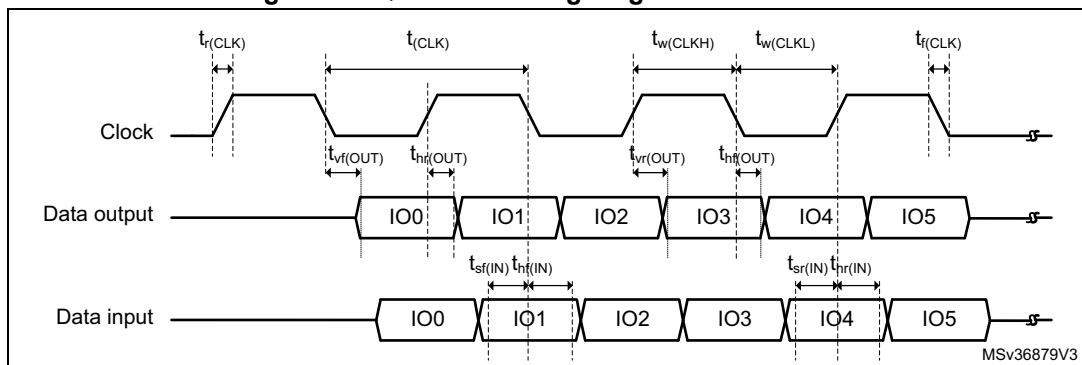 tr(CLK) t(CLK) tw(CLKH) tw(CLKL) tf(CLK)
Clock
tvf(OUT) thr(OUT) tvr(OUT) thf(OUT)
Data output IO0 IO1 IO2 IO3 IO4 IO5
tsf(IN) thf(IN) tsr(IN) thr(IN)
Data input IO0 IO1 IO2 IO3 IO4 IO5
MSv36879V3